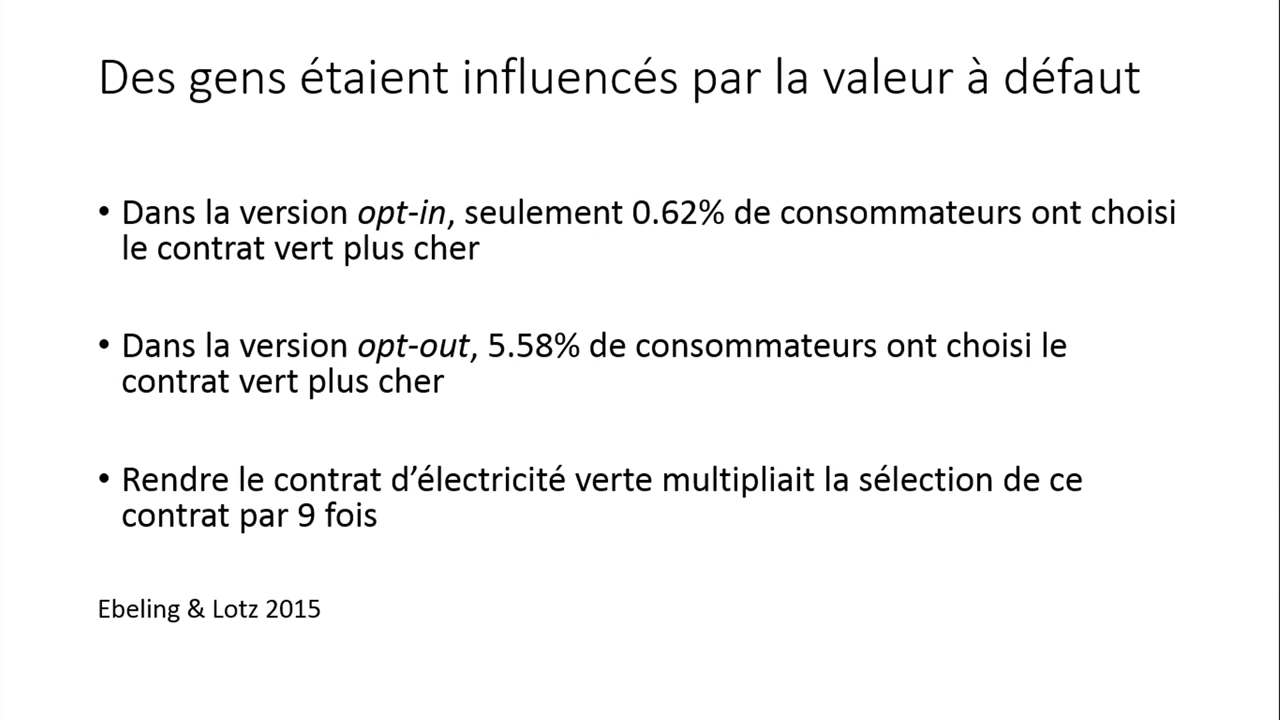 Des gens étaient influencés par la valeur à défaut
• Dans la version opt-in, seulement 0.62% de consommateurs ont choisi
le contrat vert plus cher
• Dans la version opt-out, 5.58% de consommateurs ont choisi le
contrat vert plus cher
• Rendre le contrat d’électricité verte multipliait la sélection de ce
contrat par 9 fois
Ebeling & Lotz 2015